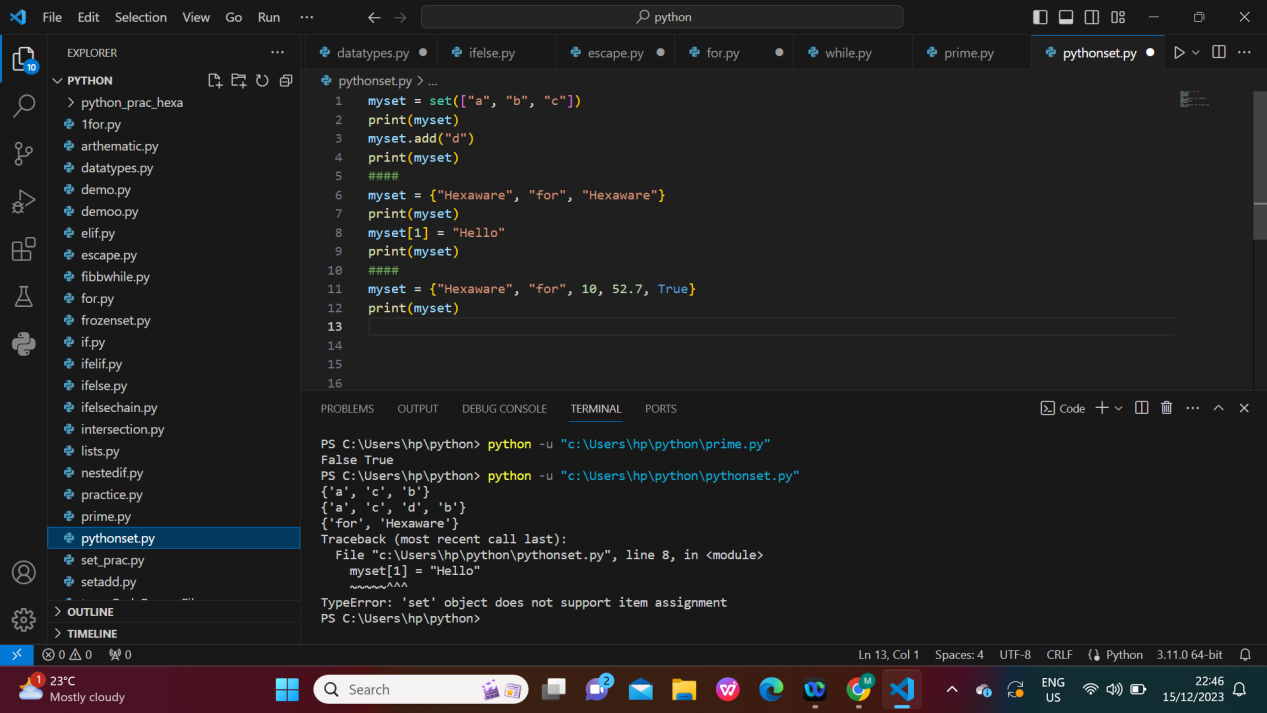 File Edit Selection View Go Run ··· python
EXPLORER ···
datatypes.py ifelse.py escape.py for.py while.py prime.py pythonset.py
PYTHON
pythonset.py > ...
python_prac_hexa
1for.py
arthematic.py
datatypes.py
demo.py
demoo.py
elif.py
escape.py
fibbwhile.py
for.py
frozenset.py
if.py
ifelif.py
ifelse.py
ifelsechain.py
intersection.py
lists.py
nestedif.py
practice.py
prime.py
pythonset.py
set_prac.py
setadd.py
OUTLINE
TIMELINE
10
1 myset = set(["a", "b", "c"])
2 print(myset)
3 myset.add("d")
4 print(myset)
5 ####
6 myset = {"Hexaware", "for", "Hexaware"}
7 print(myset)
8 myset[1] = "Hello"
9 print(myset)
10 ####
11 myset = {"Hexaware", "for", 10, 52.7, True}
12 print(myset)
13
14
15
16
PROBLEMS OUTPUT DEBUG CONSOLE TERMINAL PORTS Code
PS C:\Users\hp\python> python -u "c:\Users\hp\python\prime.py"
False True
PS C:\Users\hp\python> python -u "c:\Users\hp\python\pythonset.py"
{'a', 'c', 'b'}
{'a', 'c', 'd', 'b'}
{'for', 'Hexaware'}
Traceback (most recent call last):
  File "c:\Users\hp\python\pythonset.py", line 8, in <module>
    myset[1] = "Hello"
    ~~~~~^^^
TypeError: 'set' object does not support item assignment
PS C:\Users\hp\python>
0 0 0 Ln 13, Col 1 Spaces: 4 UTF-8 CRLF Python 3.11.0 64-bit
1 23°C
Mostly cloudy
Search
2
M
ENG
US
22:46
15/12/2023